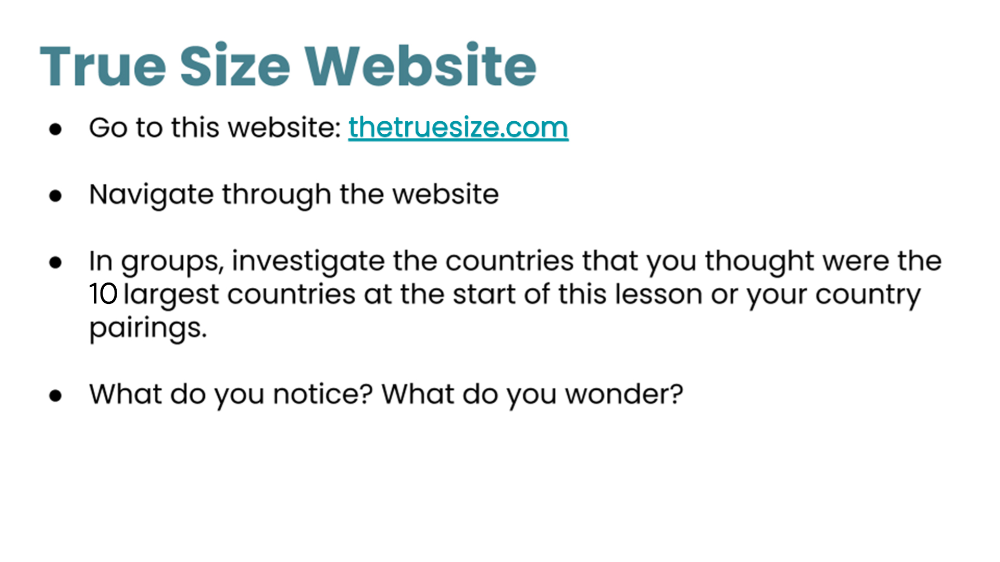 True Size Website
● Go to this website: thetruesize.com
● Navigate through the website
● In groups, investigate the countries that you thought were the
10 largest countries at the start of this lesson or your country
pairings.
● What do you notice? What do you wonder?